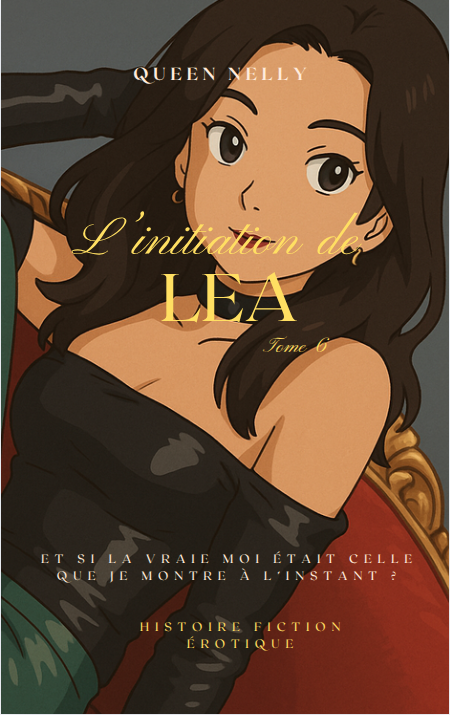 QUEEN NELLY
L'initiation de
LEA
Tome 6
ET SI LA VRAIE MOI ÉTAIT CELLE
QUE JE MONTRE À L'INSTANT ?
HISTOIRE FICTION
ÉROTIQUE